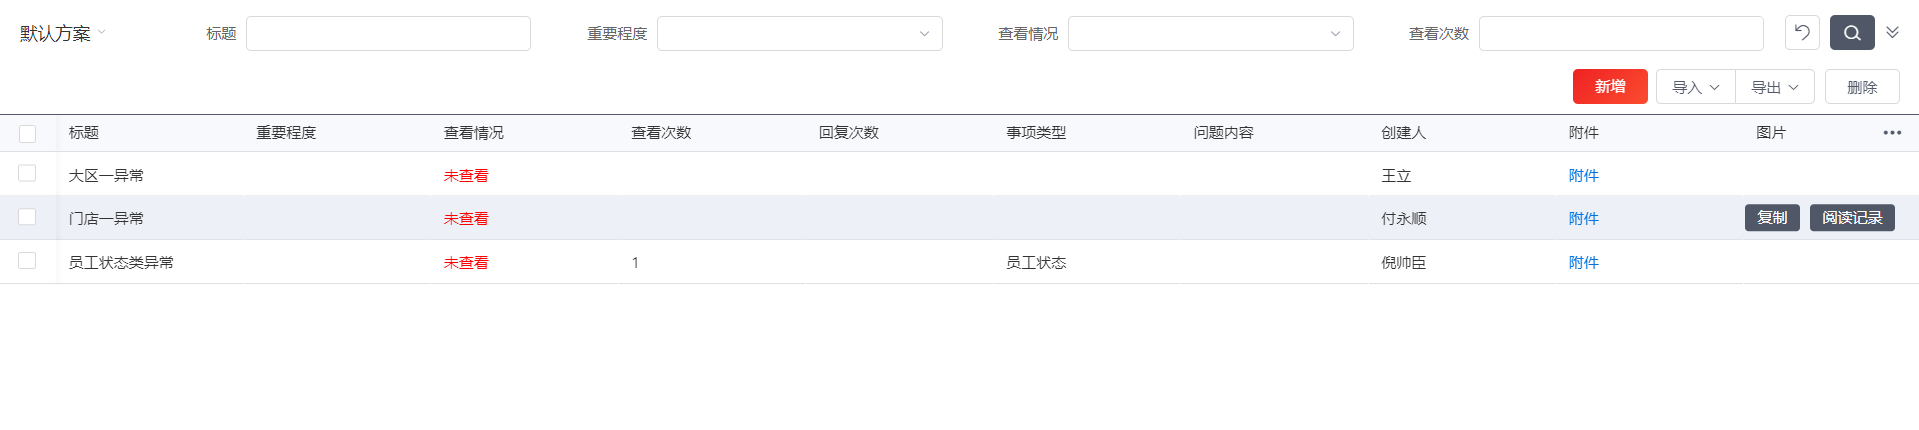 默认方案 标题 重要程度 查看情况 查看次数
新增 导入 导出 删除
标题 重要程度 查看情况 查看次数 回复次数 事项类型 问题内容 创建人 附件 图片
大区一异常 未查看 王立 附件
门店一异常 未查看 付永顺 附件 复制 阅读记录
员工状态类异常 未查看 1 员工状态 倪帅臣 附件